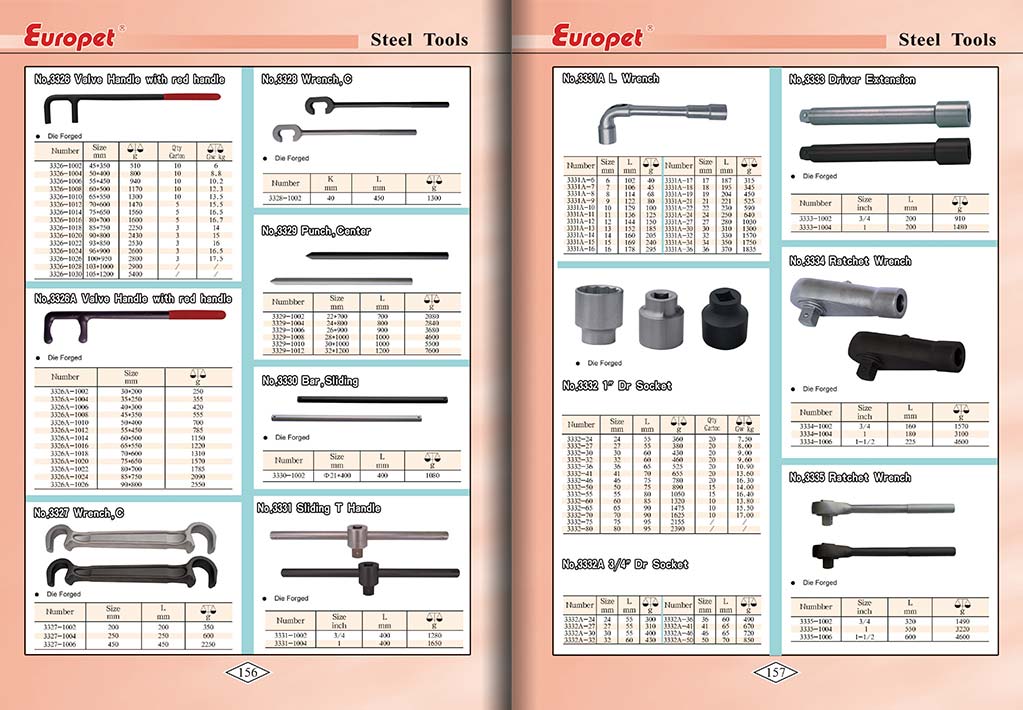 Europet®
Steel Tools
No.3326 Valve Handle with red handle
Die Forged
Number Size mm g Qty Carton G.w kg
3326-1002 45*350 510 10 6
3326-1004 50*400 800 10 8.8
3326-1006 55*450 940 10 10.2
3326-1008 60*500 1170 10 12.3
3326-1010 65*550 1300 10 13.5
3326-1012 70*600 1470 5 15.5
3326-1014 75*650 1560 5 16.5
3326-1016 80*700 1600 5 16.7
3326-1018 85*750 2250 3 14
3326-1020 90*800 2430 3 15
3326-1022 93*850 2530 3 16
3326-1024 96*900 2600 3 16.5
3326-1026 100*950 2800 3 17.5
3326-1028 103*1000 2900 / /
3326-1030 105*1200 5400 / /
No.3326A Valve Handle with red handle
Die Forged
Number Size mm g
3326A-1002 30*200 250
3326A-1004 35*250 355
3326A-1006 40*300 420
3326A-1008 45*350 555
3326A-1010 50*400 700
3326A-1012 55*450 785
3326A-1014 60*500 1150
3326A-1016 65*550 1220
3326A-1018 70*600 1310
3326A-1020 75*650 1570
3326A-1022 80*700 1785
3326A-1024 85*750 2090
3326A-1026 90*800 2550
No.3327 Wrench,C
Die Forged
Number Size mm L mm g
3327-1002 200 200 350
3327-1004 250 250 600
3327-1006 450 450 2250
No.3328 Wrench,C
Die Forged
Number K mm L mm g
3328-1002 40 450 1300
No.3329 Punch,Center
Numbber Size mm L mm g
3329-1002 22*700 700 2080
3329-1004 24*800 800 2840
3329-1006 26*900 900 3680
3329-1008 28*1000 1000 4600
3329-1010 30*1000 1000 5500
3329-1012 32*1200 1200 7600
No.3330 Bar,Sliding
Die Forged
Number Size mm L mm g
3330-1002 Φ21*400 400 1080
No.3331 Sliding T Handle
Die Forged
Number Size inch L mm g
3331-1002 3/4 400 1280
3331-1004 1 400 1650
156
Europet®
Steel Tools
No.3331A L Wrench
Number Size mm L mm g Number Size mm L mm g
3331A-6 6 102 40 3331A-17 17 187 315
3331A-7 7 106 45 3331A-18 18 195 345
3331A-8 8 114 68 3331A-19 19 204 450
3331A-9 9 122 80 3331A-21 21 221 525
3331A-10 10 129 100 3331A-22 22 230 590
3331A-11 11 136 125 3331A-24 24 250 640
3331A-12 12 144 150 3331A-27 27 280 1030
3331A-13 13 152 185 3331A-30 30 310 1300
3331A-14 14 160 205 3331A-32 32 330 1570
3331A-15 15 169 240 3331A-34 34 350 1750
3331A-16 16 178 295 3331A-36 36 370 1835
Die Forged
No.3332 1″ Dr Socket
Number Size mm L mm g Qty Carton G.w kg
3332-24 24 55 360 20 7.50
3332-27 27 55 380 20 8.00
3332-30 30 60 430 20 9.00
3332-32 32 60 460 20 9.60
3332-36 36 65 525 20 10.90
3332-41 41 70 655 20 13.60
3332-46 46 75 780 20 16.30
3332-50 50 75 890 15 14.00
3332-55 55 80 1050 15 16.40
3332-60 60 85 1320 10 13.80
3332-65 65 90 1475 10 15.50
3332-70 70 90 1625 10 17.00
3332-75 75 95 2155 / /
3332-80 80 95 2390 / /
No.3332A 3/4″ Dr Socket
Number Size mm L mm g Number Size mm L mm g
3332A-24 24 55 300 3332A-36 36 60 490
3332A-27 27 55 310 3332A-41 41 65 670
3332A-30 30 55 400 3332A-46 46 65 720
3332A-32 32 60 430 3332A-50 50 70 850
No.3333 Driver Extension
Die Forged
Number Size inch L mm g
3333-1002 3/4 200 910
3333-1004 1 200 1480
No.3334 Ratchet Wrench
Die Forged
Number Size inch L mm g
3334-1002 3/4 160 1570
3334-1004 1 180 3100
3334-1006 1-1/2 225 4600
No.3335 Ratchet Wrench
Die Forged
Number Size inch L mm g
3335-1002 3/4 320 1490
3335-1004 1 550 3220
3335-1006 1-1/2 600 4600
157